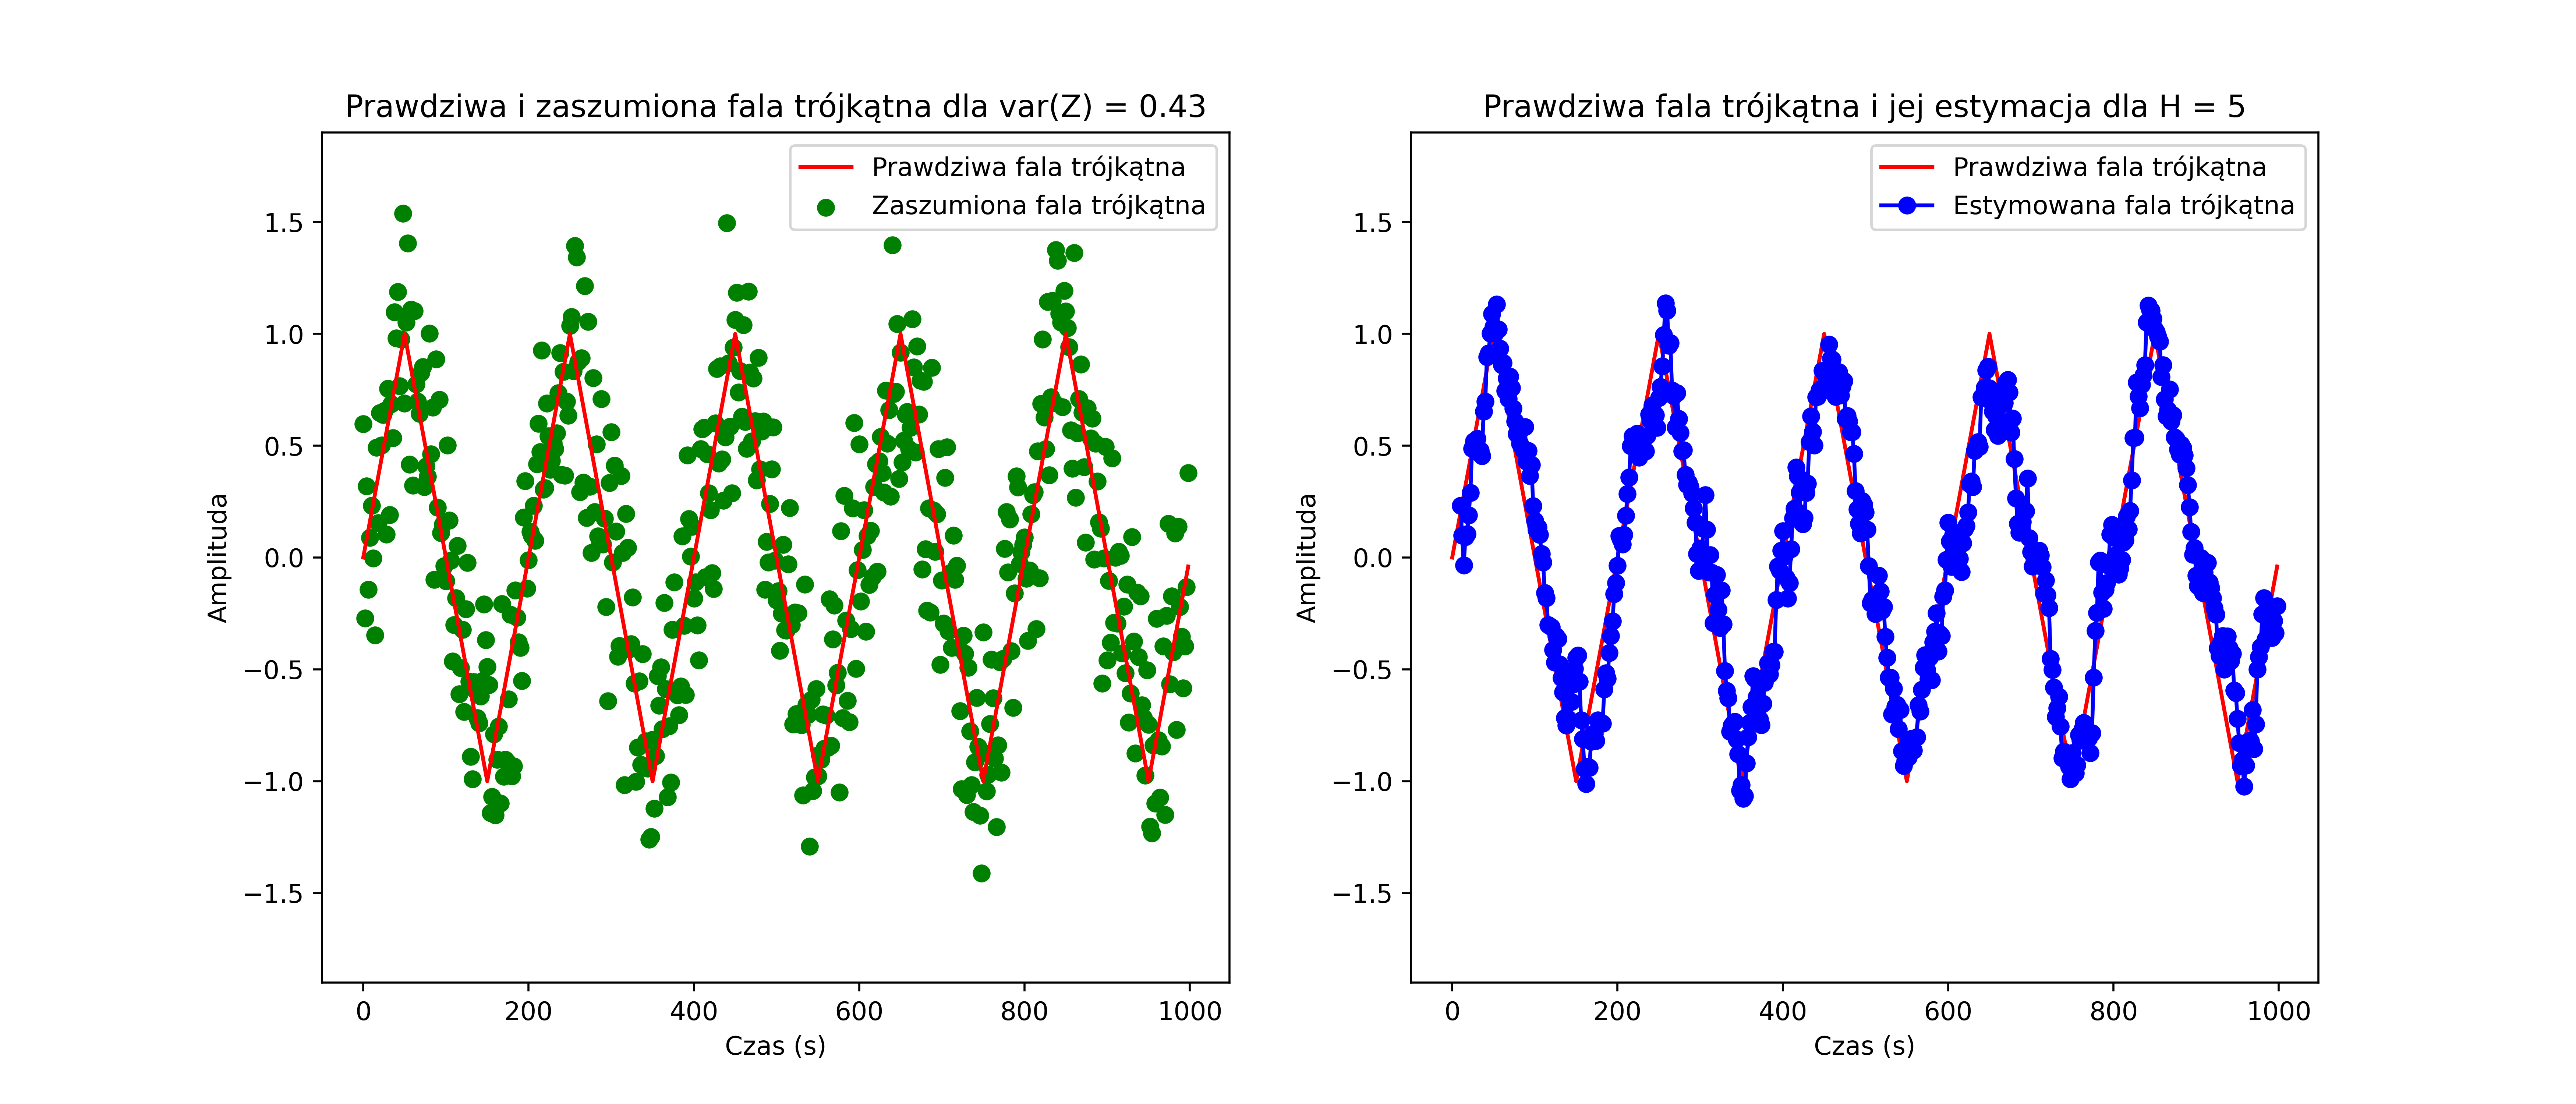 Prawdziwa i zaszumiona fala trójkątna dla var(Z) = 0.43
Prawdziwa fala trójkątna
Zaszumiona fala trójkątna
1.5
1.0
0.5
0.0
−0.5
−1.0
−1.5
Amplituda
0 200 400 600 800 1000
Czas (s)
Prawdziwa fala trójkątna i jej estymacja dla H = 5
Prawdziwa fala trójkątna
Estymowana fala trójkątna
1.5
1.0
0.5
0.0
−0.5
−1.0
−1.5
Amplituda
0 200 400 600 800 1000
Czas (s)